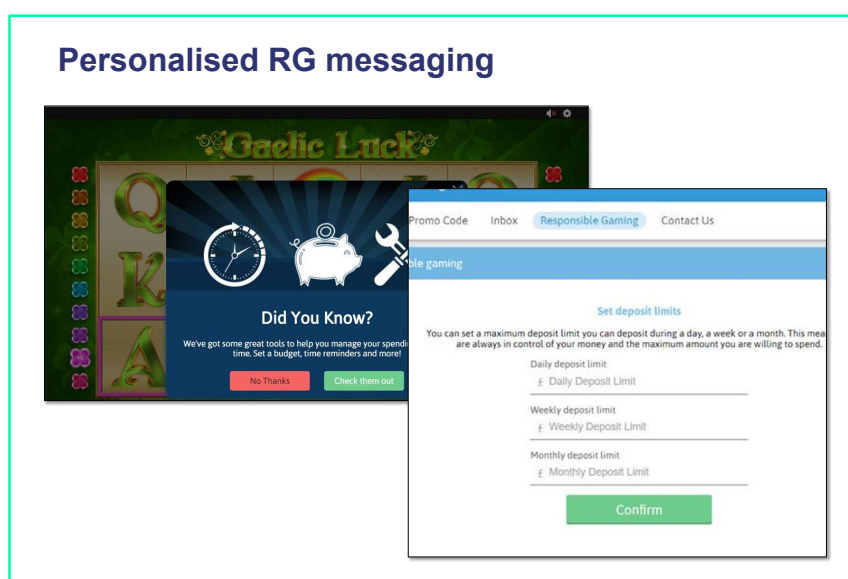 Personalised RG messaging
Gaelic Luck
Q
K
A
Did You Know?
We've got some great tools to help you manage your
time. Set a budget, time reminders and more!
No Thanks
Check them out
Promo Code Inbox Responsible Gaming Contact Us
gaming
Set deposit limits
You can set a maximum deposit limit you can deposit during a day, a week or a month. This
are always in control of your money and the maximum amount you are willing to spend.
Daily deposit limit
£ Daily Deposit Limit
Weekly deposit limit
£ Weekly Deposit Limit
Monthly deposit limit
£ Monthly Deposit Limit
Confirm